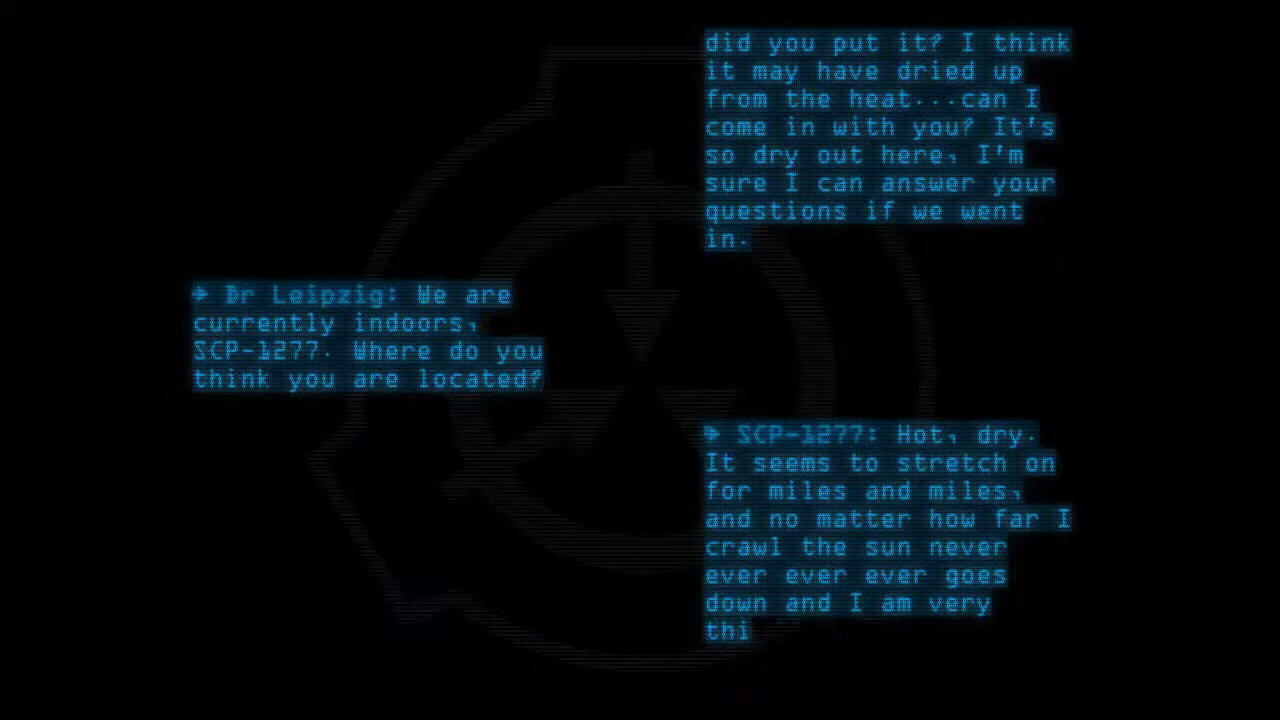 did you put it? I think
it may have dried up
from the heat...can I
come in with you? It's
so dry out here, I'm
sure I can answer your
questions if we went
in.
> Dr Leipzig: We are
currently indoors,
SCP-1277. Where do you
think you are located?
> SCP-1277: Hot, dry.
It seems to stretch on
for miles and miles,
and no matter how far I
crawl the sun never
ever ever ever goes
down and I am very
thi